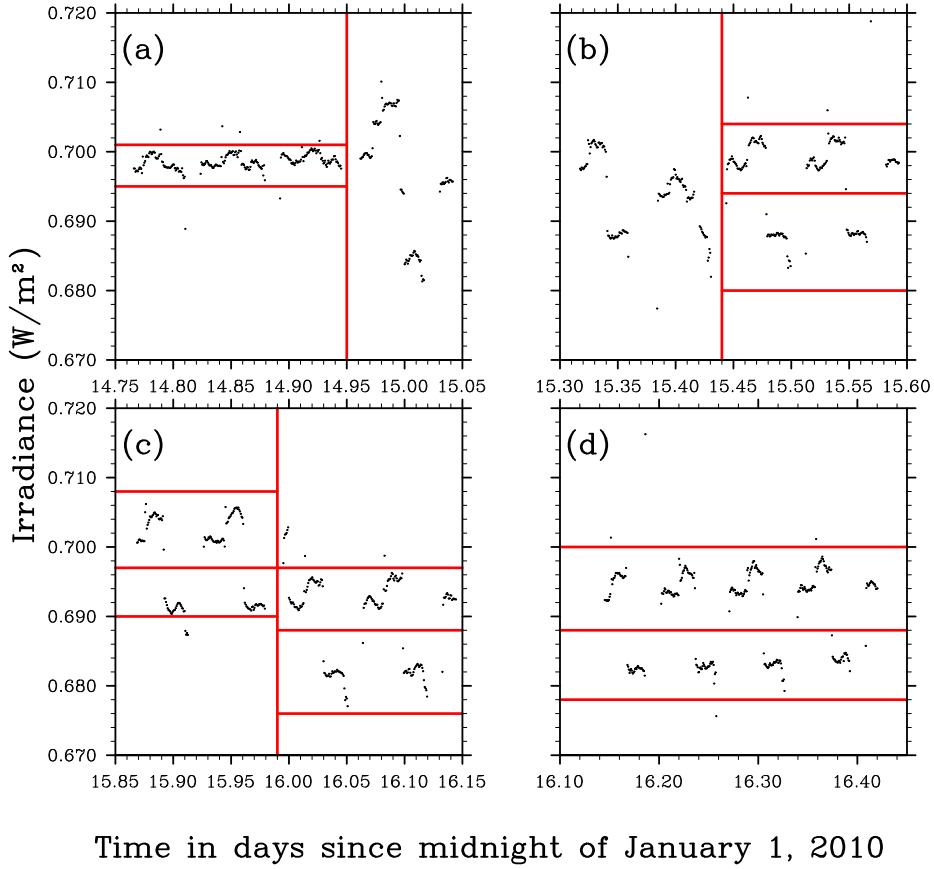 0.720
0.710
0.700
0.690
0.680
0.670
(a)
14.75 14.80 14.85 14.90 14.95 15.00 15.05
(b)
15.30 15.35 15.40 15.45 15.50 15.55 15.60
0.720
0.710
0.700
0.690
0.680
0.670
(c)
15.85 15.90 15.95 16.00 16.05 16.10 16.15
(d)
16.10 16.20 16.30 16.40
Irradiance (W/m²)
Time in days since midnight of January 1, 2010